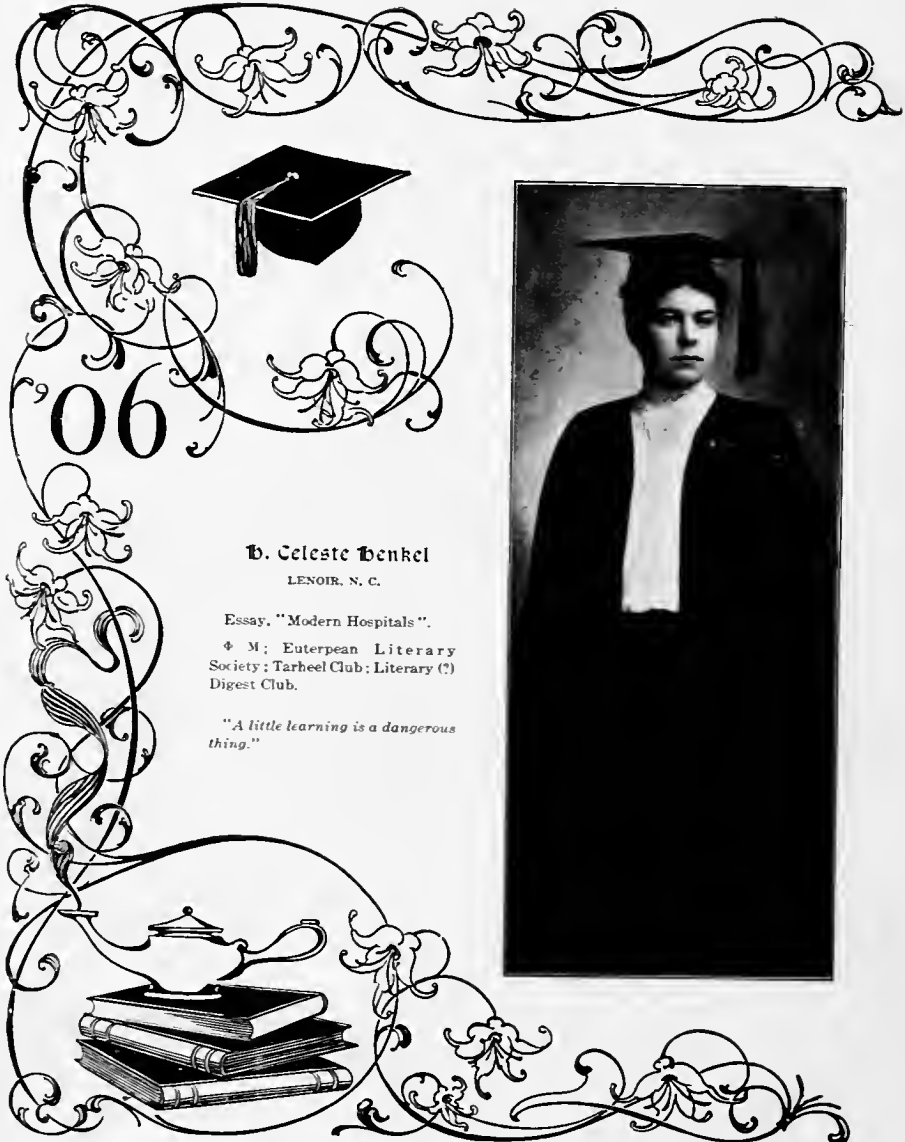 '06
H. Celeste Henkel
LENOIR, N. C.
Essay, "Modern Hospitals".
Φ M; Euterpean Literary
Society; Tarheel Club; Literary (?)
Digest Club.
"A little learning is a dangerous
thing."